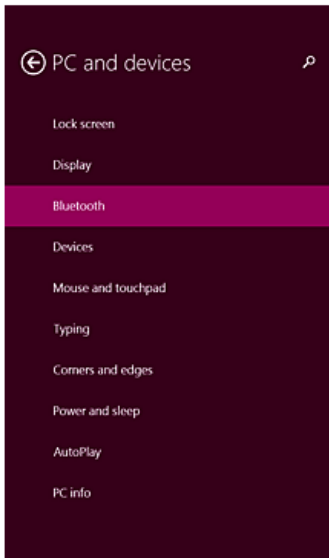 PC and devices
Lock screen
Display
Bluetooth
Devices
Mouse and touchpad
Typing
Corners and edges
Power and sleep
AutoPlay
PC info